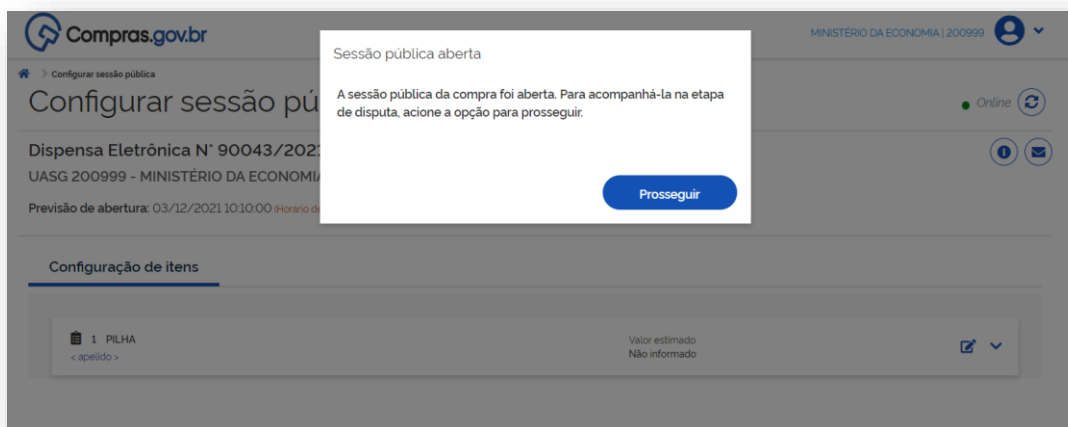 Compras.gov.br
MINISTÉRIO DA ECONOMIA | 200999
Sessão pública aberta
A sessão pública da compra foi aberta. Para acompanhá-la na etapa
de disputa, acione a opção para prosseguir.
Prosseguir
> Configurar sessão pública
Configurar sessão pú
Online
Dispensa Eletrônica N° 90043/2021
UASG 200999 - MINISTÉRIO DA ECONOMIA
Previsão de abertura: 03/12/2021 10:10:00 (Horário de
Configuração de itens
1 PILHA
< apelido >
Valor estimado
Não informado